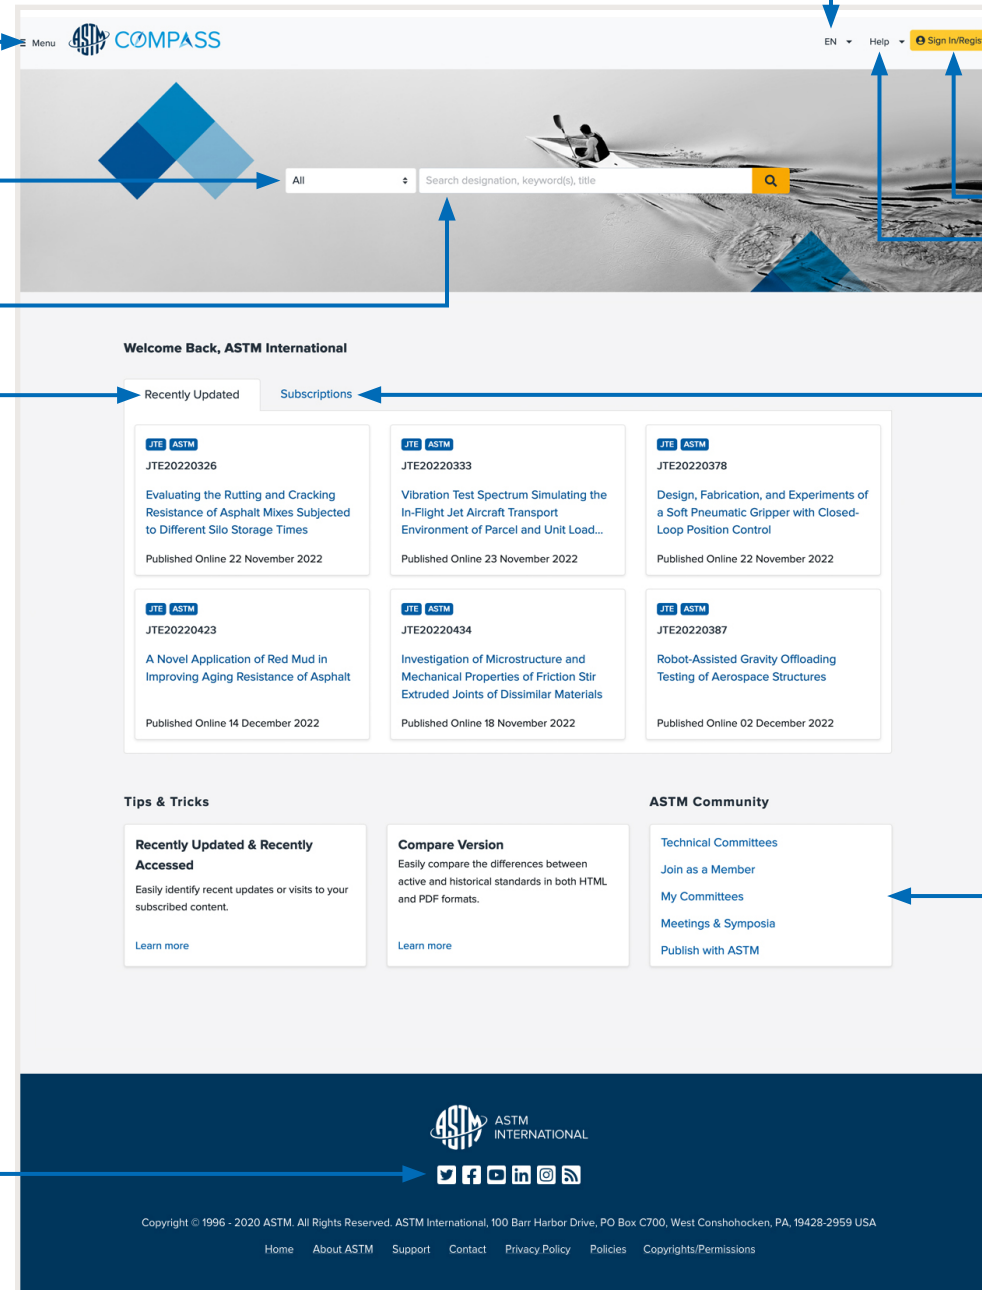 Menu
ASTM COMPASS
EN
Help
Sign In/Regist
All
Search designation, keyword(s), title
Welcome Back, ASTM International
Recently Updated
Subscriptions
JTE ASTM
JTE20220326
Evaluating the Rutting and Cracking
Resistance of Asphalt Mixes Subjected
to Different Silo Storage Times
Published Online 22 November 2022
JTE ASTM
JTE20220333
Vibration Test Spectrum Simulating the
In-Flight Jet Aircraft Transport
Environment of Parcel and Unit Load...
Published Online 23 November 2022
JTE ASTM
JTE20220378
Design, Fabrication, and Experiments of
a Soft Pneumatic Gripper with Closed-
Loop Position Control
Published Online 22 November 2022
JTE ASTM
JTE20220423
A Novel Application of Red Mud in
Improving Aging Resistance of Asphalt
Published Online 14 December 2022
JTE ASTM
JTE20220434
Investigation of Microstructure and
Mechanical Properties of Friction Stir
Extruded Joints of Dissimilar Materials
Published Online 18 November 2022
JTE ASTM
JTE20220387
Robot-Assisted Gravity Offloading
Testing of Aerospace Structures
Published Online 02 December 2022
Tips & Tricks
Recently Updated & Recently
Accessed
Easily identify recent updates or visits to your
subscribed content.
Learn more
Compare Version
Easily compare the differences between
active and historical standards in both HTML
and PDF formats.
Learn more
ASTM Community
Technical Committees
Join as a Member
My Committees
Meetings & Symposia
Publish with ASTM
ASTM
ASTM
INTERNATIONAL
Copyright © 1996 - 2020 ASTM. All Rights Reserved. ASTM International, 100 Barr Harbor Drive, PO Box C700, West Conshohocken, PA, 19428-2959 USA
Home About ASTM Support Contact Privacy Policy Policies Copyrights/Permissions